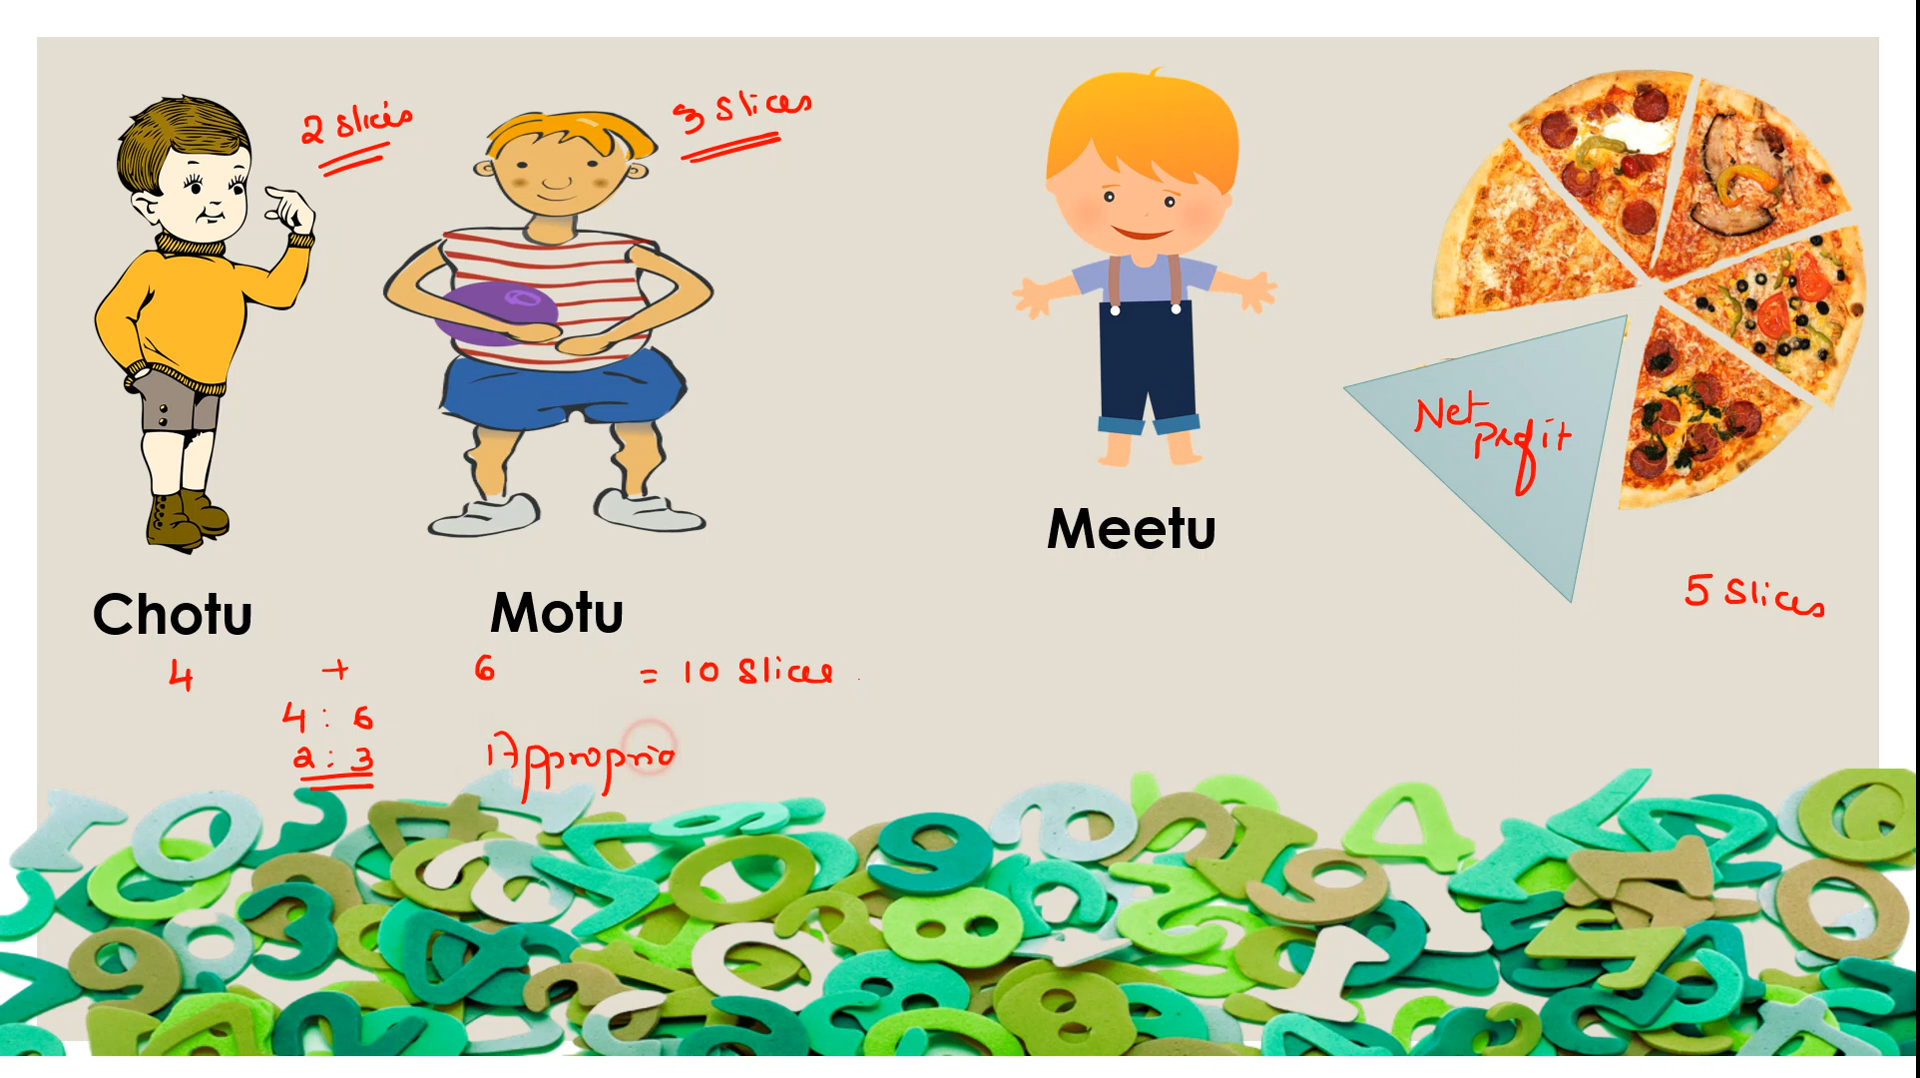 2 slices
3 slices
Net
profit
Meetu
5 slices
Chotu
Motu
4 + 6 = 10 slices
4 : 6
2 : 3
Approprio